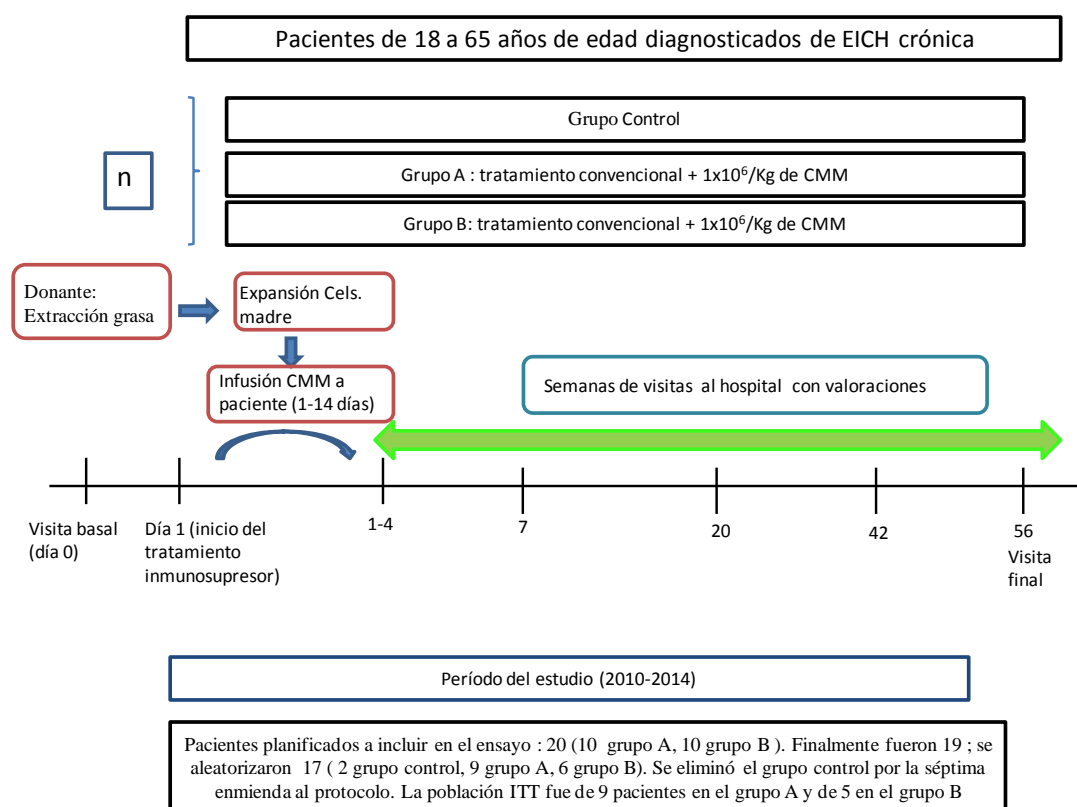 Pacientes de 18 a 65 años de edad diagnosticados de EICH crónica
Grupo Control
n
Grupo A : tratamiento convencional + 1x10⁶/Kg de CMM
Grupo B: tratamiento convencional + 1x10⁶/Kg de CMM
Donante:
Extracción grasa
Expansión Cels.
madre
Infusión CMM a
paciente (1-14 días)
Semanas de visitas al hospital con valoraciones
Visita basal
(día 0)
Día 1 (inicio del
tratamiento
inmunosupresor)
1-4
7
20
42
56
Visita
final
Período del estudio (2010-2014)
Pacientes planificados a incluir en el ensayo : 20 (10 grupo A, 10 grupo B ). Finalmente fueron 19 ; se
aleatorizaron 17 ( 2 grupo control, 9 grupo A, 6 grupo B). Se eliminó el grupo control por la séptima
enmienda al protocolo. La población ITT fue de 9 pacientes en el grupo A y de 5 en el grupo B